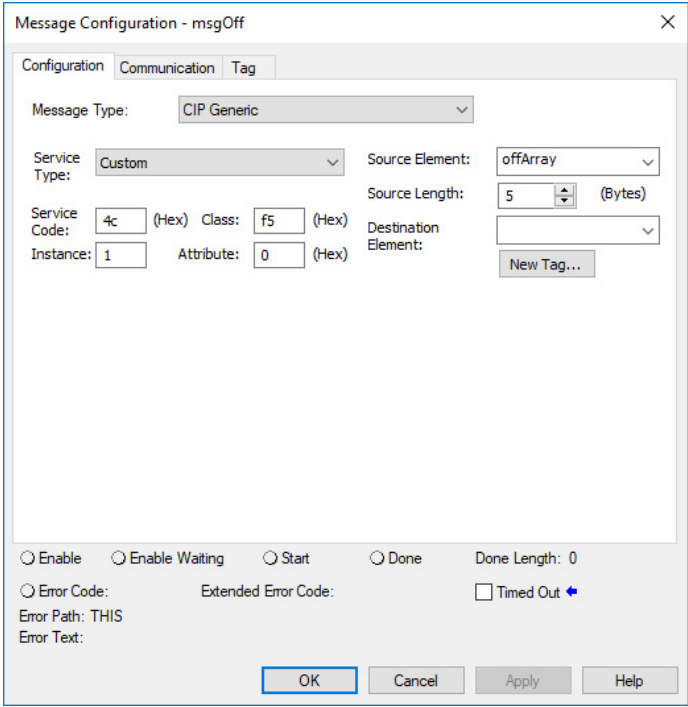 Message Configuration - msgOff
Configuration Communication Tag
Message Type: CIP Generic
Service Type: Custom
Source Element: offArray
Source Length: 5 (Bytes)
Service Code: 4c (Hex) Class: f5 (Hex)
Destination Element:
Instance: 1 Attribute: 0 (Hex)
New Tag...
Enable Enable Waiting Start Done Done Length: 0
Error Code: Extended Error Code: Timed Out
Error Path: THIS
Error Text:
OK Cancel Apply Help